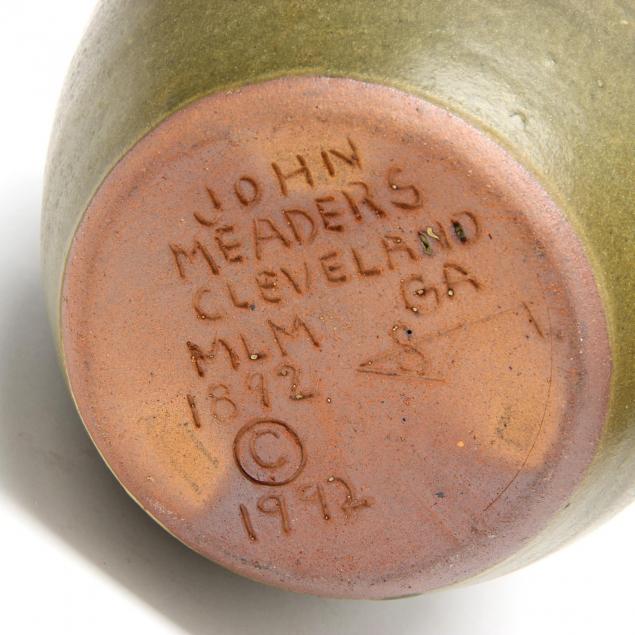 JOHN
MEADERS
CLEVELAND
GA
MLM
S
1892
©
1992